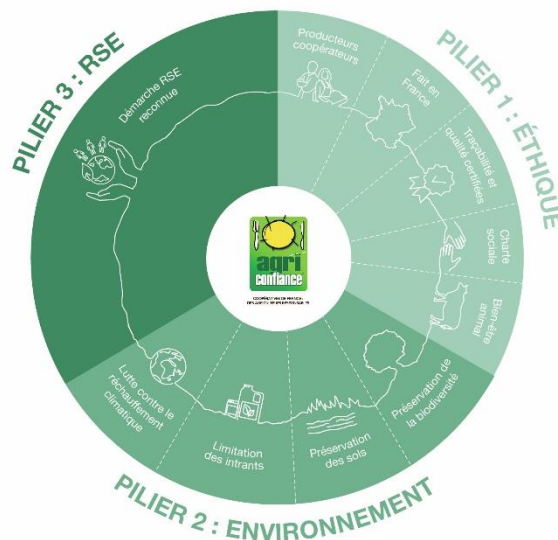 PILIER 1 : ÉTHIQUE
Producteurs
coopérateurs
Fait en
France
Traçabilité et
qualité certifiées
Charte
sociale
Bien-être
animal
PILIER 2 : ENVIRONNEMENT
Préservation de
la biodiversité
Préservation
des sols
Limitation
des intrants
Lutte contre le
réchauffement
climatique
PILIER 3 : RSE
Démarche RSE
reconnue
agri
confiance